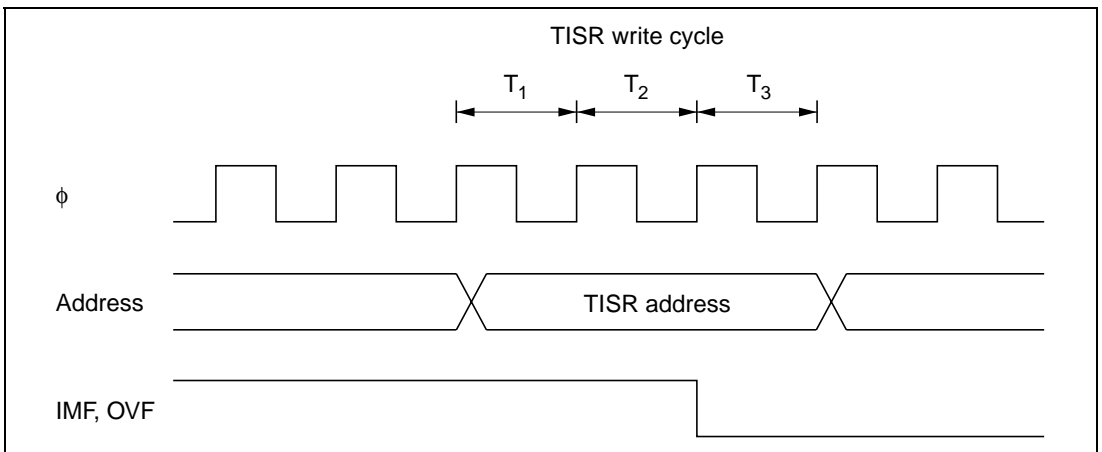 TISR write cycle
T1 T2 T3
ϕ
Address TISR address
IMF, OVF